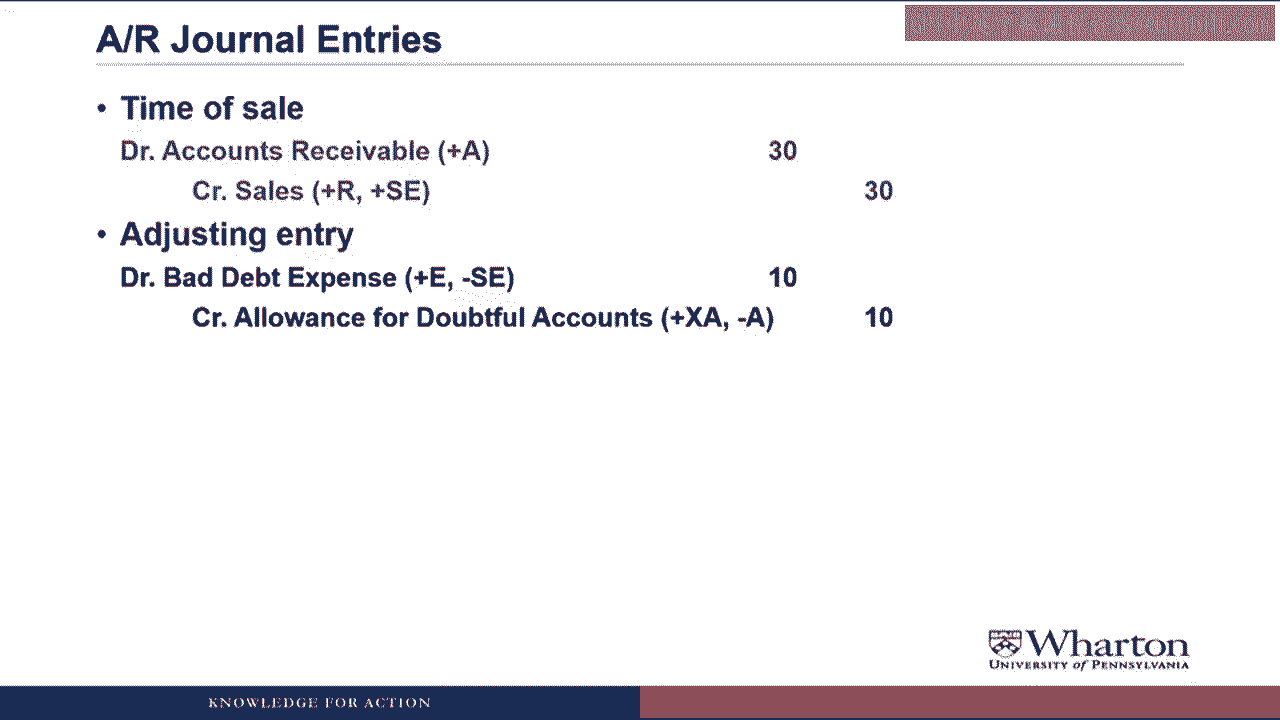 A/R Journal Entries
• Time of sale
Dr. Accounts Receivable (+A) 30
Cr. Sales (+R, +SE) 30
• Adjusting entry
Dr. Bad Debt Expense (+E, -SE) 10
Cr. Allowance for Doubtful Accounts (+XA, -A) 10
Wharton
UNIVERSITY of PENNSYLVANIA
KNOWLEDGE FOR ACTION